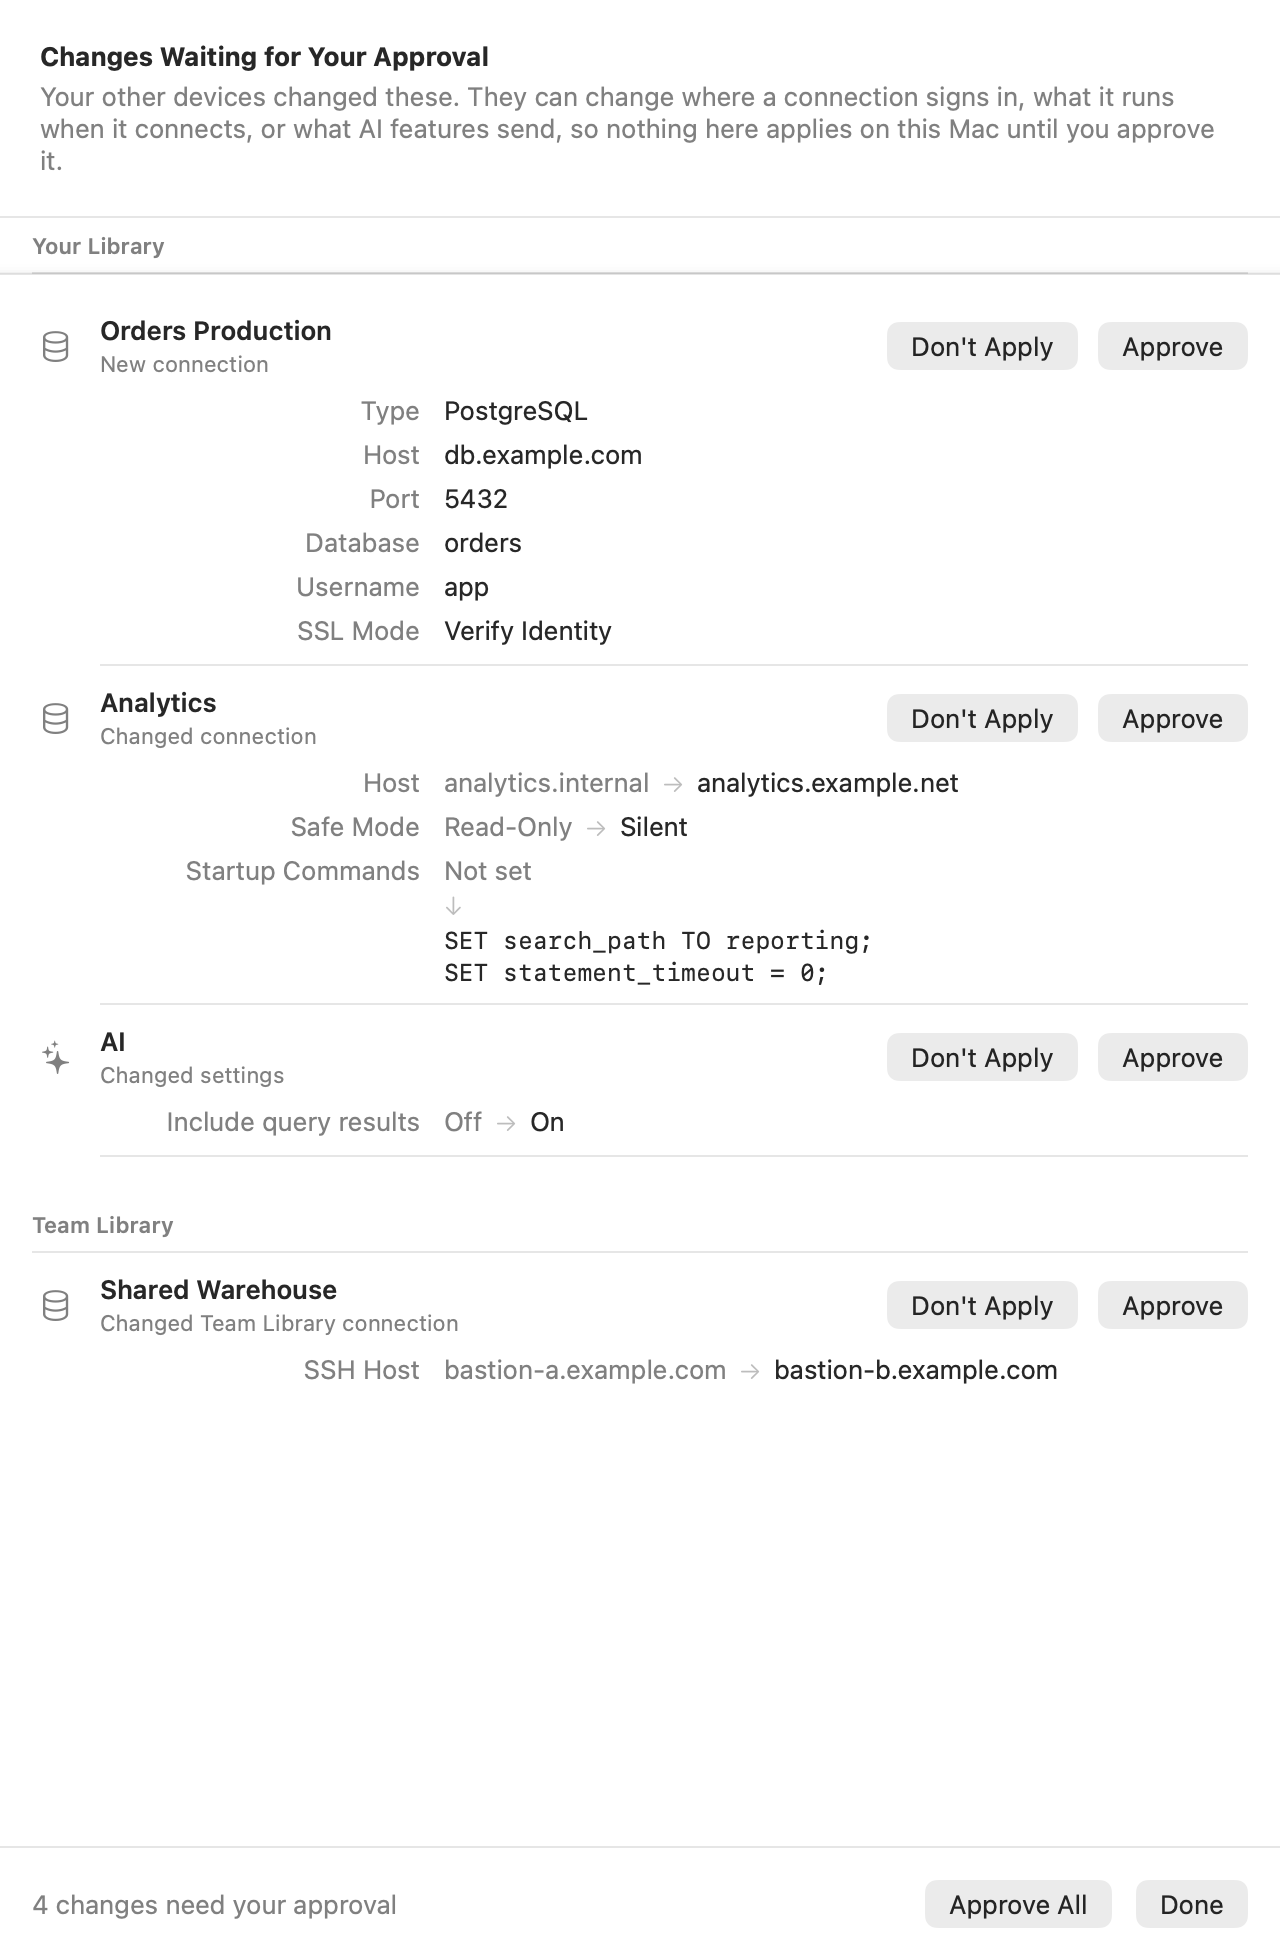 Changes Waiting for Your Approval
Your other devices changed these. They can change where a connection signs in, what it runs
when it connects, or what AI features send, so nothing here applies on this Mac until you approve
it.
Your Library
Orders Production
New connection
Don't Apply
Approve
Type PostgreSQL
Host db.example.com
Port 5432
Database orders
Username app
SSL Mode Verify Identity
Analytics
Changed connection
Don't Apply
Approve
Host analytics.internal → analytics.example.net
Safe Mode Read-Only → Silent
Startup Commands Not set
↓
SET search_path TO reporting;
SET statement_timeout = 0;
AI
Changed settings
Don't Apply
Approve
Include query results Off → On
Team Library
Shared Warehouse
Changed Team Library connection
Don't Apply
Approve
SSH Host bastion-a.example.com → bastion-b.example.com
4 changes need your approval
Approve All
Done